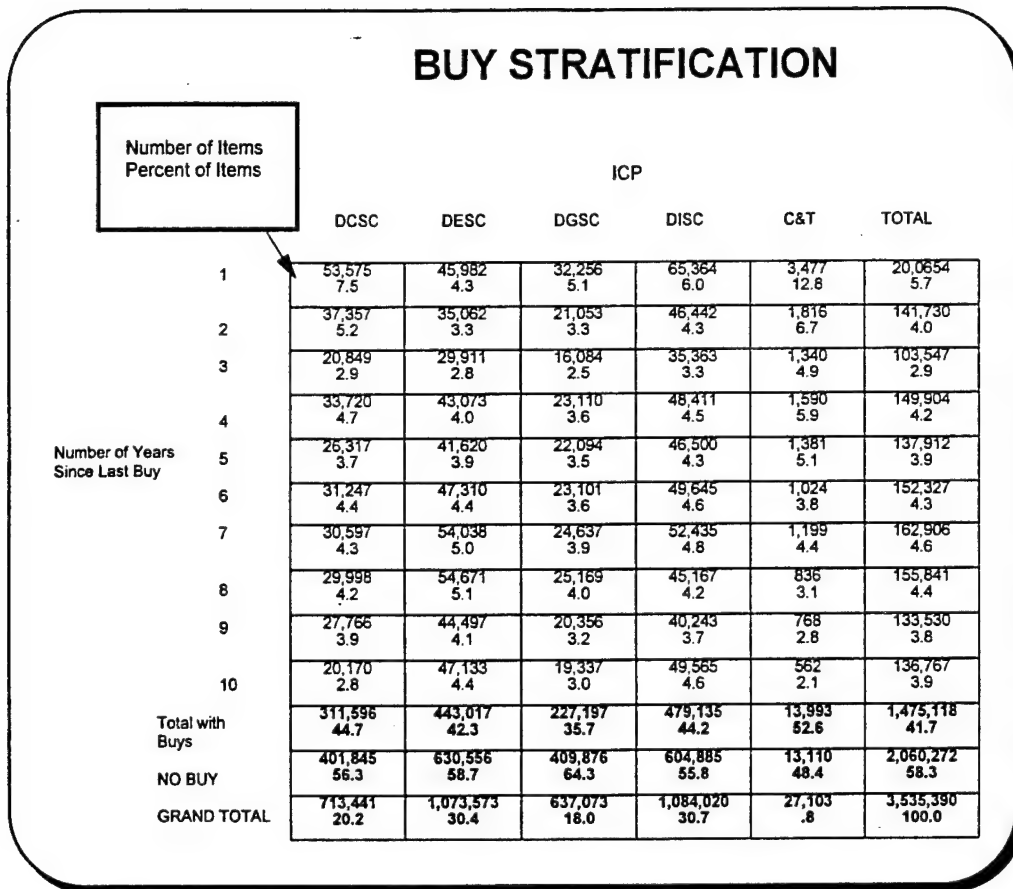 BUY STRATIFICATION
Number of Items
Percent of Items
ICP
DCSC DESC DGSC DISC C&T TOTAL
Number of Years
Since Last Buy
1 53,575 45,982 32,256 65,364 3,477 20,0654
7.5 4.3 5.1 6.0 12.8 5.7
2 37,357 35,062 21,053 46,442 1,816 141,730
5.2 3.3 3.3 4.3 6.7 4.0
3 20,849 29,911 16,084 35,363 1,340 103,547
2.9 2.8 2.5 3.3 4.9 2.9
4 33,720 43,073 23,110 48,411 1,590 149,904
4.7 4.0 3.6 4.5 5.9 4.2
5 26,317 41,620 22,094 46,500 1,381 137,912
3.7 3.9 3.5 4.3 5.1 3.9
6 31,247 47,310 23,101 49,645 1,024 152,327
4.4 4.4 3.6 4.6 3.8 4.3
7 30,597 54,038 24,637 52,435 1,199 162,906
4.3 5.0 3.9 4.8 4.4 4.6
8 29,998 54,671 25,169 45,167 836 155,841
4.2 5.1 4.0 4.2 3.1 4.4
9 27,766 44,497 20,356 40,243 768 133,530
3.9 4.1 3.2 3.7 2.8 3.8
10 20,170 47,133 19,337 49,565 562 136,767
2.8 4.4 3.0 4.6 2.1 3.9
Total with Buys 311,596 443,017 227,197 479,135 13,993 1,475,118
44.7 42.3 35.7 44.2 52.6 41.7
NO BUY 401,845 630,556 409,876 604,885 13,110 2,060,272
56.3 58.7 64.3 55.8 48.4 58.3
GRAND TOTAL 713,441 1,073,573 637,073 1,084,020 27,103 3,535,390
20.2 30.4 18.0 30.7 .8 100.0